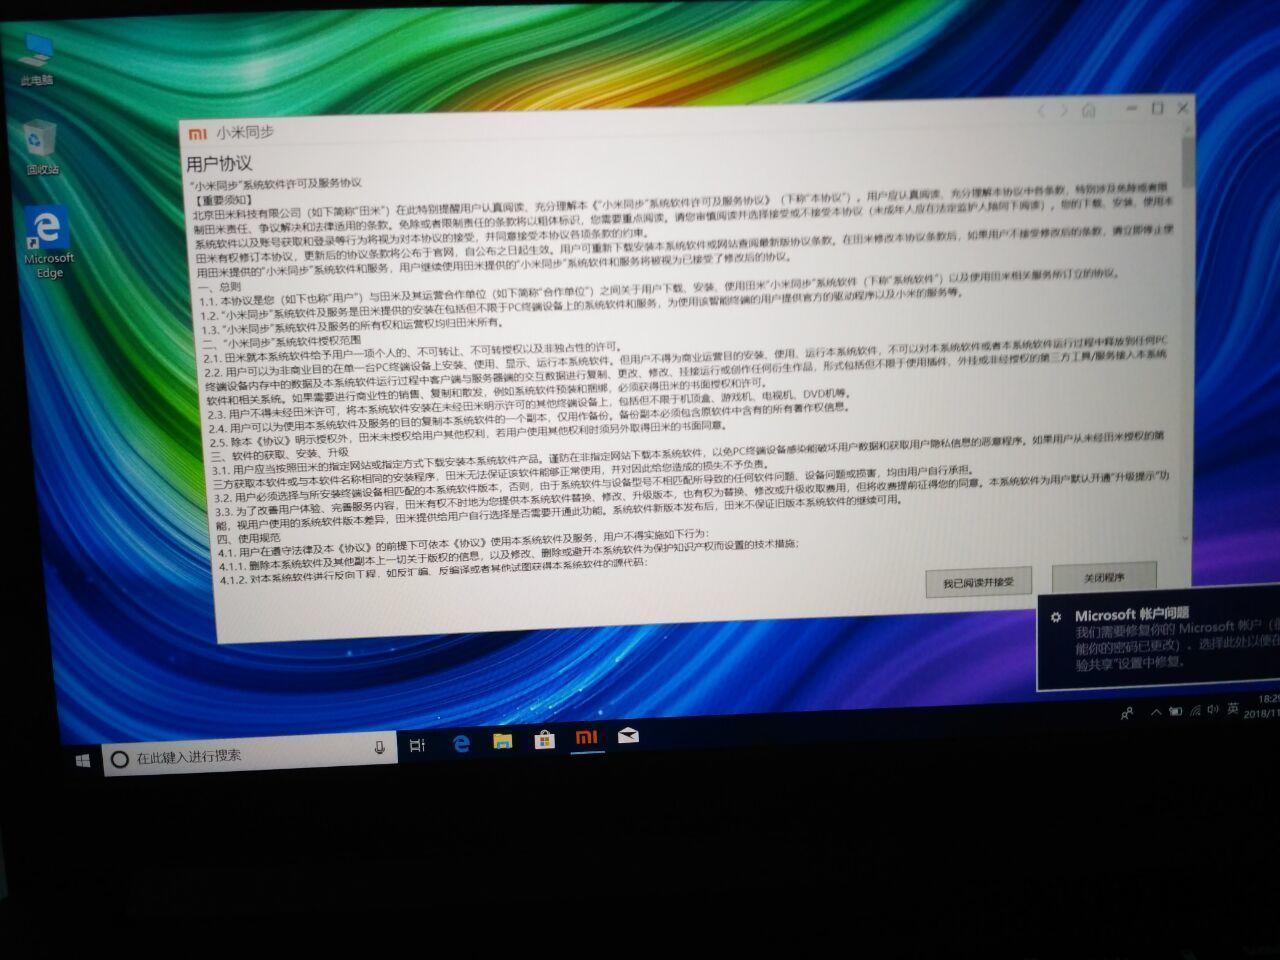 此电脑
回收站
Microsoft Edge
mi 小米同步
用户协议
"小米同步"系统软件许可及服务协议
【重要须知】
北京田米科技有限公司（如下简称"田米"）在此特别提醒用户认真阅读、充分理解本《"小米同步"系统软件许可及服务协议》（下称"本协议"）。用户应认真阅读、充分理解本协议中各条款，特别涉及免除或者限
制田米责任、争议解决和法律适用的条款。免除或者限制责任的条款将以粗体标识，您需要重点阅读。请您审慎阅读并选择接受或不接受本协议（未成年人应在法定监护人陪同下阅读）。您的下载、安装、使用本
系统软件以及账号获取和登录等行为将视为对本协议的接受，并同意接受本协议各项条款的约束。
田米有权修订本协议，更新后的协议条款将公布于官网，自公布之日起生效。用户可重新下载安装本系统软件或网站查阅最新版协议条款。在田米修改本协议条款后，如果用户不接受修改后的条款，请立即停止使
用田米提供的"小米同步"系统软件和服务，用户继续使用田米提供的"小米同步"系统软件和服务将被视为已接受了修改后的协议。
一、总则
1.1. 本协议是您（如下也称"用户"）与田米及其运营合作单位（如下简称"合作单位"）之间关于用户下载、安装、使用田米"小米同步"系统软件（下称"系统软件"）以及使用田米相关服务所订立的协议。
1.2. "小米同步"系统软件及服务是田米提供的安装在包括但不限于PC终端设备上的系统软件和服务，为使用该智能终端的用户提供官方的驱动程序以及小米的服务等。
1.3. "小米同步"系统软件及服务的所有权和运营权均归田米所有。
二、"小米同步"系统软件授权范围
2.1. 田米就本系统软件给予用户一项个人的、不可转让、不可转授权以及非独占性的许可。
2.2. 用户可以为非商业目的在单一台PC终端设备上安装、使用、显示、运行本系统软件。但用户不得为商业运营目的安装、使用、运行本系统软件，不可以对本系统软件或者本系统软件运行过程中释放到任何PC
终端设备内存中的数据及本系统软件运行过程中客户端与服务器端的交互数据进行复制、更改、修改、挂接运行或创作任何衍生作品，形式包括但不限于使用插件、外挂或非经授权的第三方工具/服务接入本系统
软件和相关系统。如果需要进行商业性的销售、复制和散发，例如系统软件预装和捆绑，必须获得田米的书面授权和许可。
2.3. 用户不得未经田米许可，将本系统软件安装在未经田米明示许可的其他终端设备上，包括但不限于机顶盒、游戏机、电视机、DVD机等。
2.4. 用户可以为使用本系统软件及服务的目的复制本系统软件的一个副本，仅用作备份。备份副本必须包含原软件中含有的所有著作权信息。
2.5. 除本《协议》明示授权外，田米未授权给用户其他权利，若用户使用其他权利时须另外取得田米的书面同意。
三、软件的获取、安装、升级
3.1. 用户应当按照田米的指定网站或指定方式下载安装本系统软件产品。谨防在非指定网站下载本系统软件，以免PC终端设备感染能破坏用户数据和获取用户隐私信息的恶意程序。如果用户从未经田米授权的第
三方获取本软件或与本软件名称相同的安装程序，田米无法保证该软件能够正常使用，并对因此给您造成的损失不予负责。
3.2. 用户必须选择与所安装终端设备相匹配的本系统软件版本，否则，由于系统软件与设备型号不相匹配所导致的任何软件问题、设备问题或损害，均由用户自行承担。
3.3. 为了改善用户体验、完善服务内容，田米有权不时地为您提供本系统软件替换、修改、升级版本，也有权为替换、修改或升级收取费用，但将收费提前征得您的同意。本系统软件为用户默认开通"升级提示"功
能，视用户使用的系统软件版本差异，田米提供给用户自行选择是否需要开通此功能。系统软件新版本发布后，田米不保证旧版本系统软件的继续可用。
四、使用规范
4.1. 用户在遵守法律及本《协议》的前提下可依本《协议》使用本系统软件及服务，用户不得实施如下行为：
4.1.1. 删除本系统软件及其他副本上一切关于版权的信息，以及修改、删除或避开本系统软件为保护知识产权而设置的技术措施；
4.1.2. 对本系统软件进行反向工程，如反汇编、反编译或者其他试图获得本系统软件的源代码；
我已阅读并接受
关闭程序
Microsoft 帐户问题
我们需要修复你的 Microsoft 帐户（
能你的密码已更改）。选择此处以便在
验共享"设置中修复。
在此键入进行搜索
mi
英
18:29
2018/11